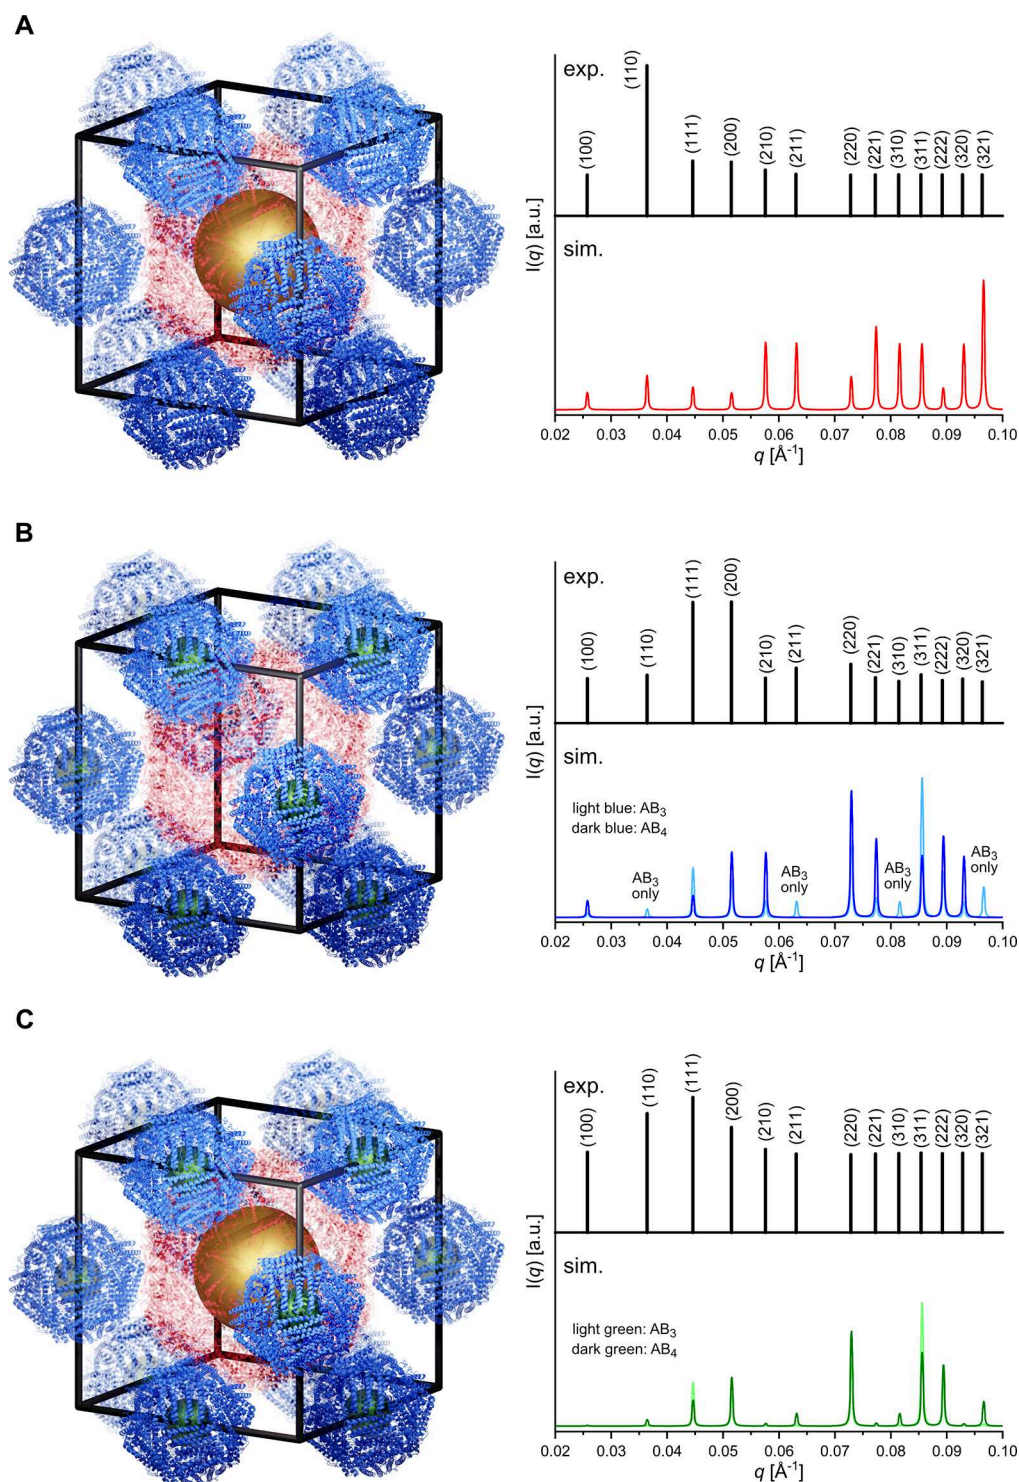 A
exp.
(100)
(110)
(111)
(200)
(210)
(211)
(220)
(221)
(310)
(311)
(222)
(320)
(321)
I(q) [a.u.]
sim.
0.02 0.03 0.04 0.05 0.06 0.07 0.08 0.09 0.10
q [Å-1]
B
exp.
(100)
(110)
(111)
(200)
(210)
(211)
(220)
(221)
(310)
(311)
(222)
(320)
(321)
I(q) [a.u.]
sim.
light blue: AB3
dark blue: AB4
AB3
only
AB3
only
AB3
only
AB3
only
0.02 0.03 0.04 0.05 0.06 0.07 0.08 0.09 0.10
q [Å-1]
C
exp.
(100)
(110)
(111)
(200)
(210)
(211)
(220)
(221)
(310)
(311)
(222)
(320)
(321)
I(q) [a.u.]
sim.
light green: AB3
dark green: AB4
0.02 0.03 0.04 0.05 0.06 0.07 0.08 0.09 0.10
q [Å-1]